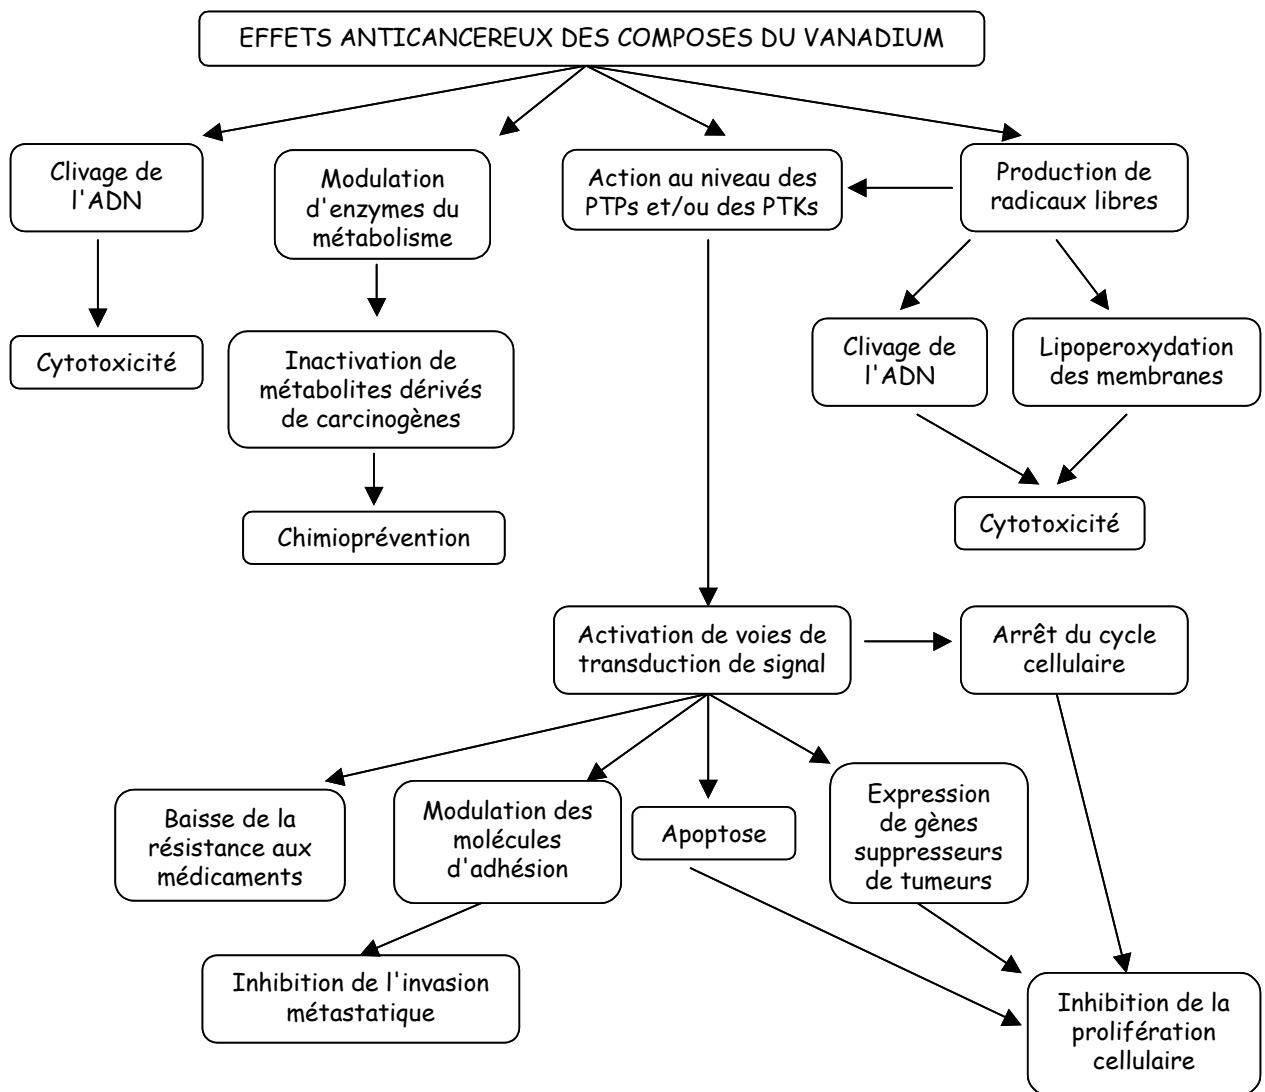 EFFETS ANTICANCEREUX DES COMPOSES DU VANADIUM
Clivage de
l'ADN
Modulation
d'enzymes du
métabolisme
Action au niveau des
PTPs et/ou des PTKs
Production de
radicaux libres
Cytotoxicité
Inactivation de
métabolites dérivés
de carcinogènes
Clivage de
l'ADN
Lipoperoxydation
des membranes
Chimioprévention
Cytotoxicité
Activation de voies de
transduction de signal
Arrêt du cycle
cellulaire
Baisse de la
résistance aux
médicaments
Modulation des
molécules
d'adhésion
Apoptose
Expression
de gènes
suppresseurs
de tumeurs
Inhibition de l'invasion
métastatique
Inhibition de la
prolifération
cellulaire